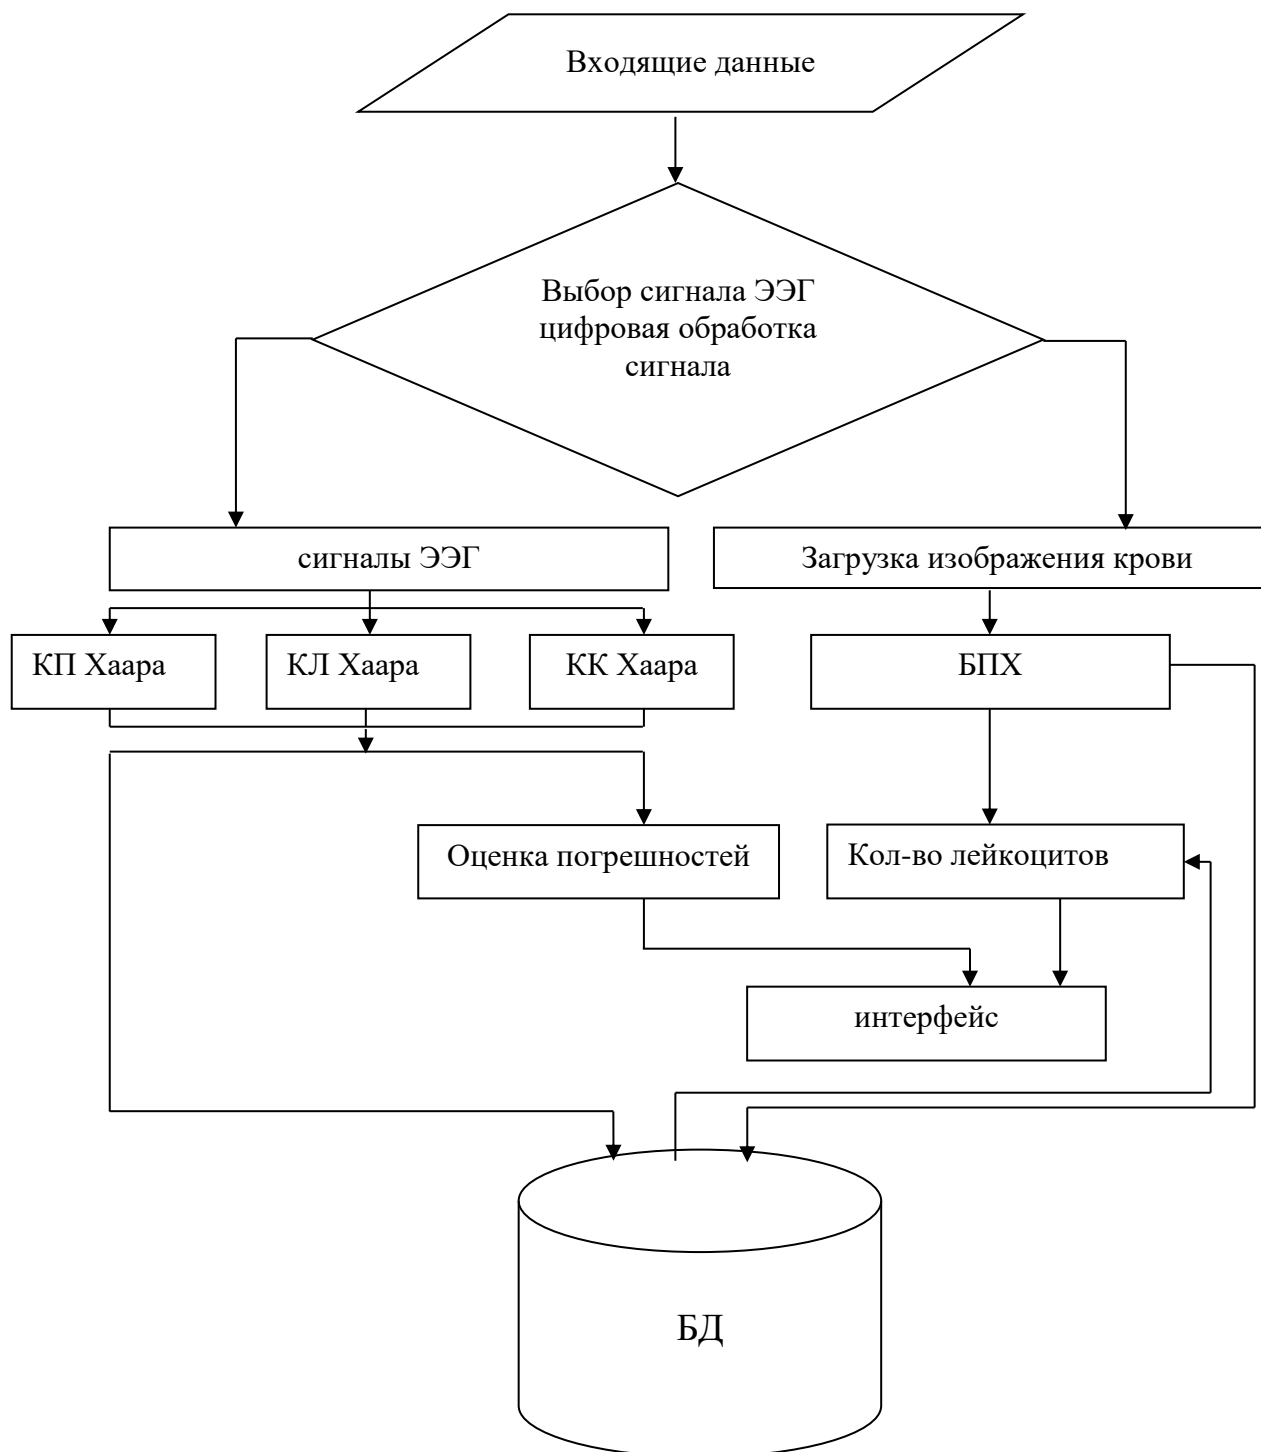 Входящие данные
Выбор сигнала ЭЭГ
цифровая обработка
сигнала
сигналы ЭЭГ
Загрузка изображения крови
КП Хаара
КЛ Хаара
КК Хаара
БПХ
Оценка погрешностей
Кол-во лейкоцитов
интерфейс
БД